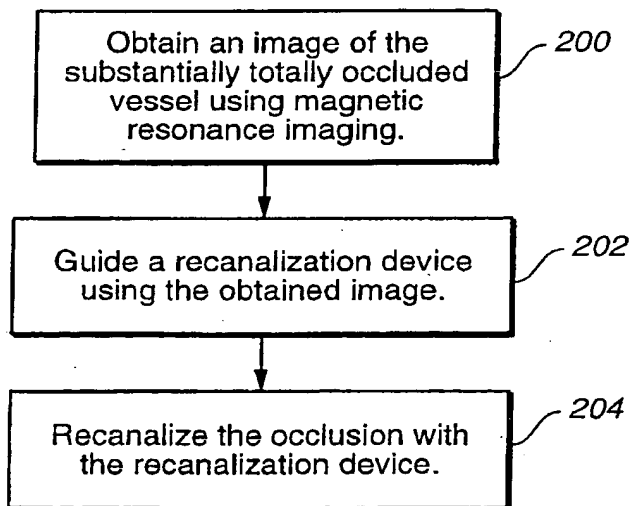 Obtain an image of the
substantially totally occluded
vessel using magnetic
resonance imaging.
200
Guide a recanalization device
using the obtained image.
202
Recanalize the occlusion with
the recanalization device.
204